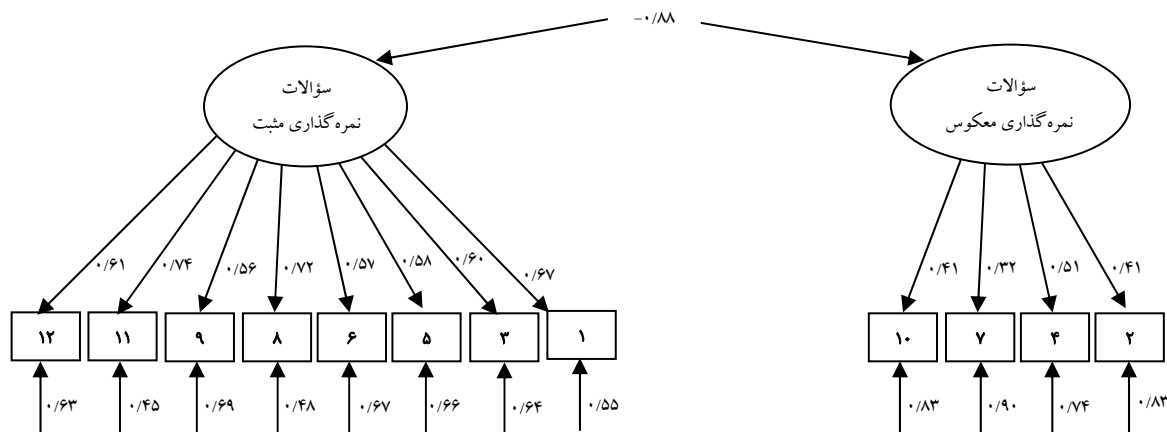 −۰/۸۸
سؤالات
نمره‌گذاری معکوس
سؤالات
نمره‌گذاری مثبت
۰/۴۱ ۰/۵۱ ۰/۳۲ ۰/۴۱
۰/۶۷ ۰/۶۰ ۰/۵۸ ۰/۵۷ ۰/۷۲ ۰/۵۶ ۰/۷۴ ۰/۶۱
۲ ۴ ۷ ۱۰
۱ ۳ ۵ ۶ ۸ ۹ ۱۱ ۱۲
۰/۸۳ ۰/۷۴ ۰/۹۰ ۰/۸۳
۰/۵۵ ۰/۶۴ ۰/۶۶ ۰/۶۷ ۰/۴۸ ۰/۶۹ ۰/۴۵ ۰/۶۳